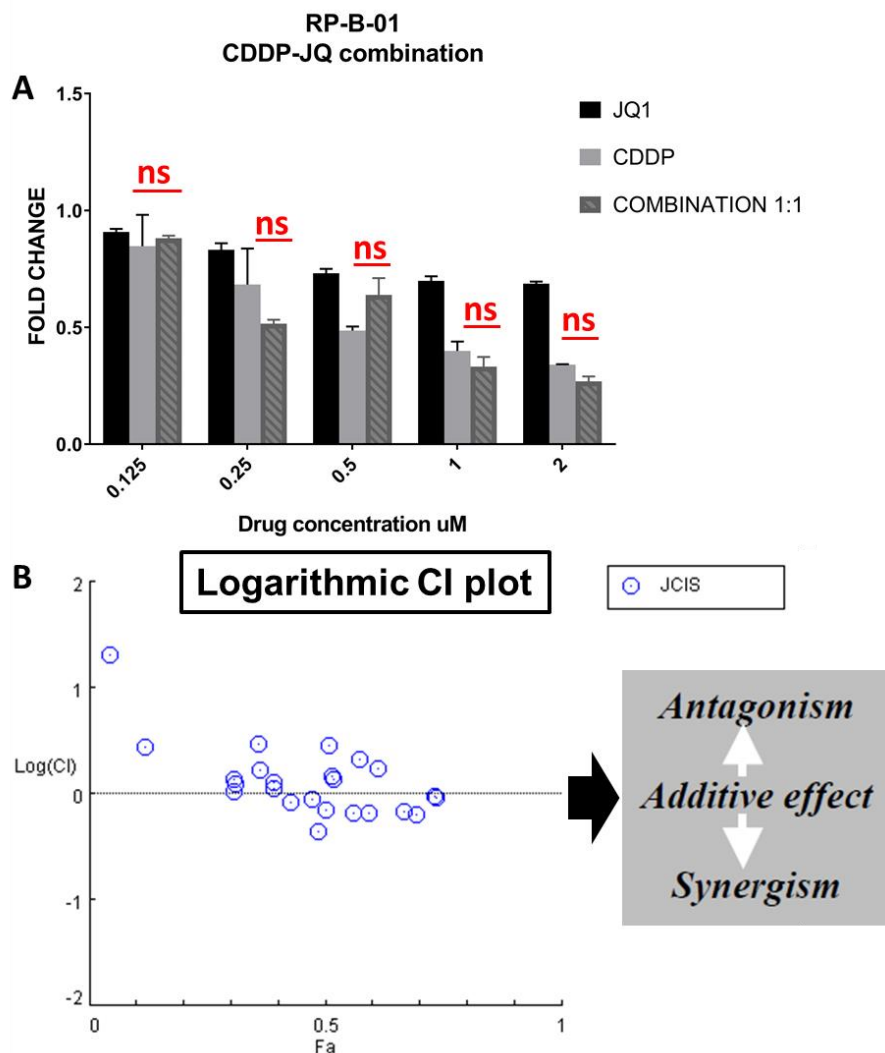 RP-B-01
CDDP-JQ combination
A
1.5
1.0
0.5
0.0
FOLD CHANGE
ns
ns
ns
ns
ns
JQ1
CDDP
COMBINATION 1:1
0.125
0.25
0.5
1
2
Drug concentration uM
B
Logarithmic CI plot
JCIS
2
1
Log(CI)
0
-1
-2
0
0.5
1
Fa
Antagonism
Additive effect
Synergism